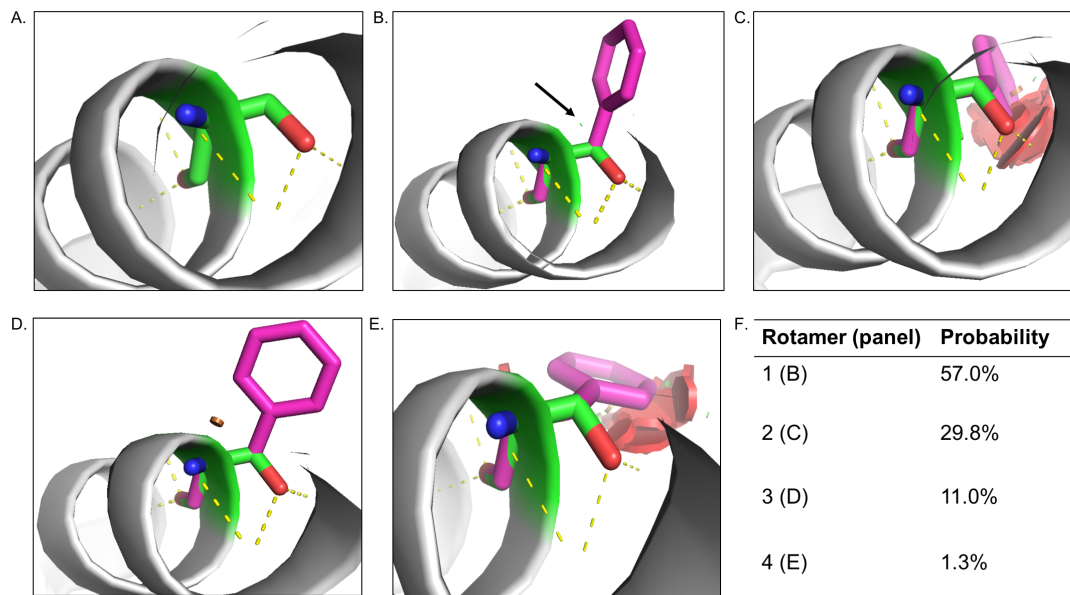 A.
B.
C.
D.
E.
F.
Rotamer (panel) Probability
1 (B) 57.0%
2 (C) 29.8%
3 (D) 11.0%
4 (E) 1.3%